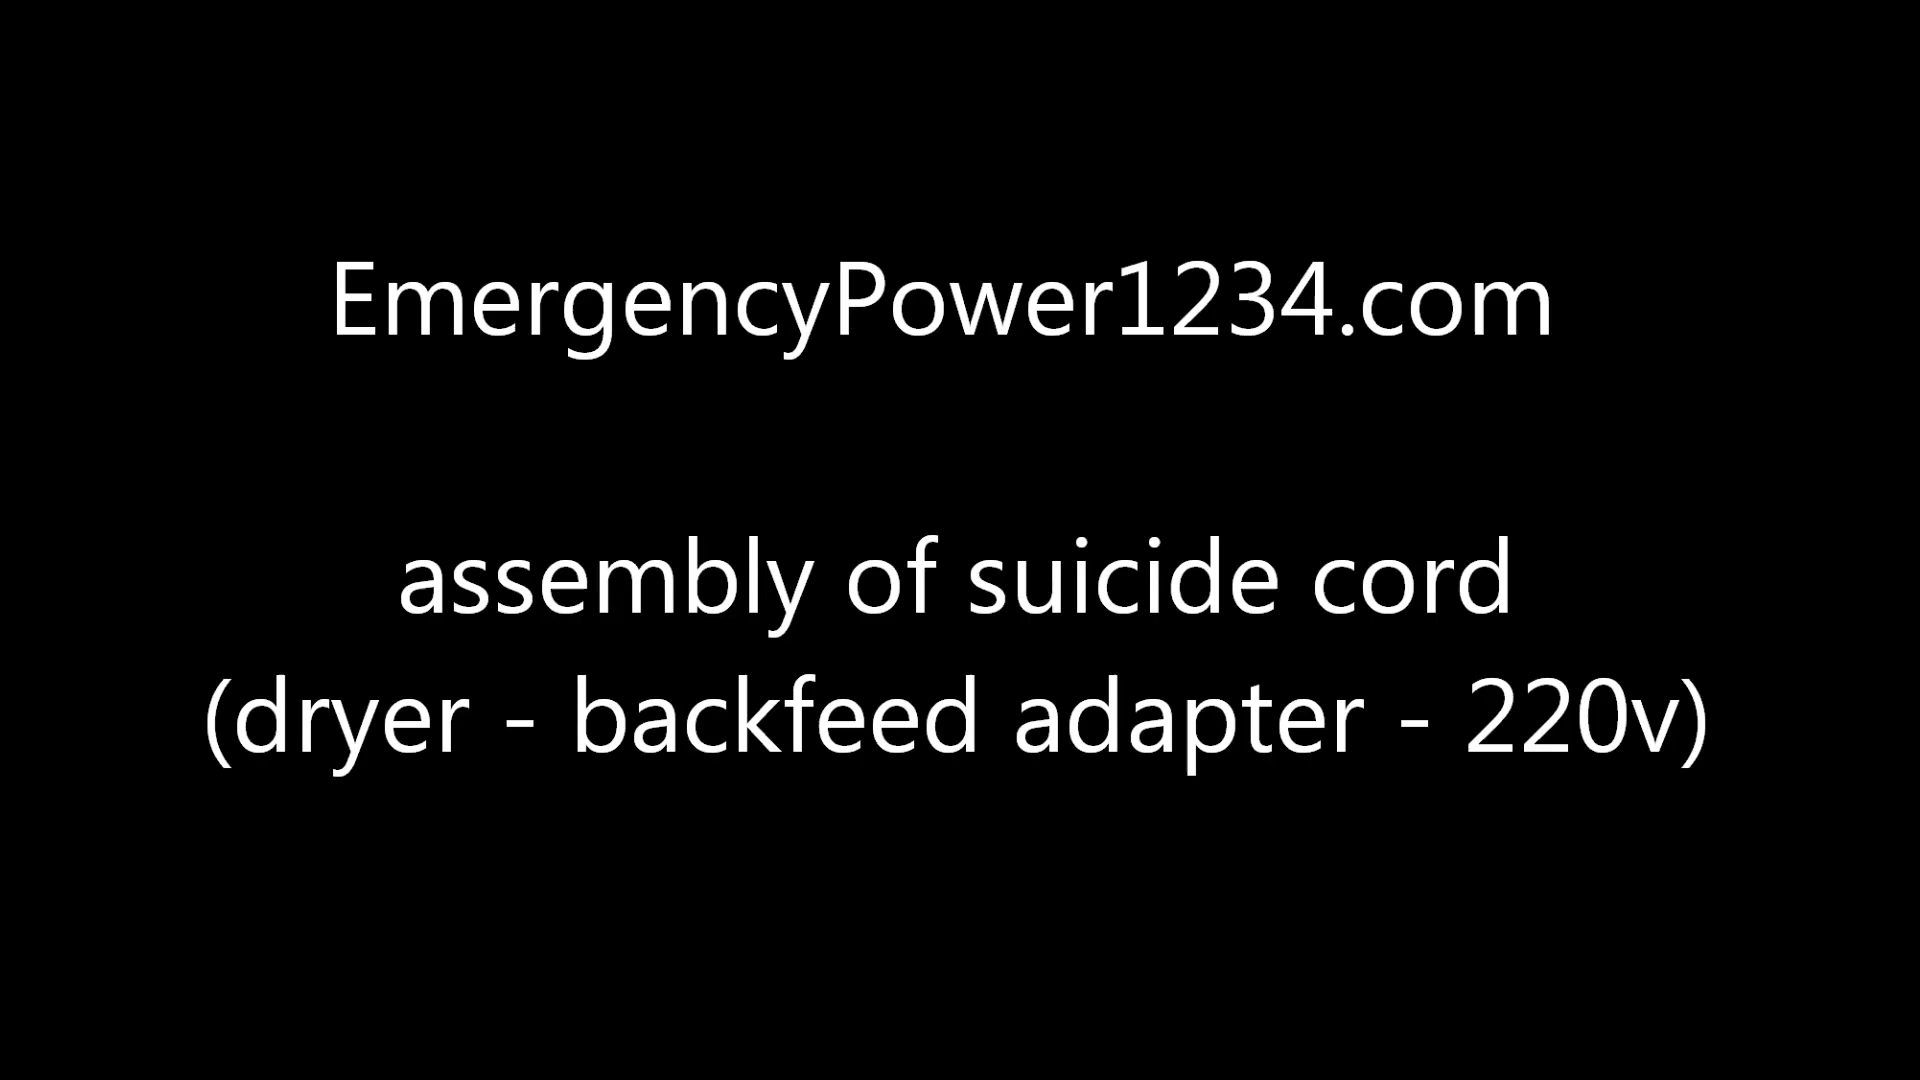 EmergencyPower1234.com
assembly of suicide cord
(dryer - backfeed adapter - 220v)